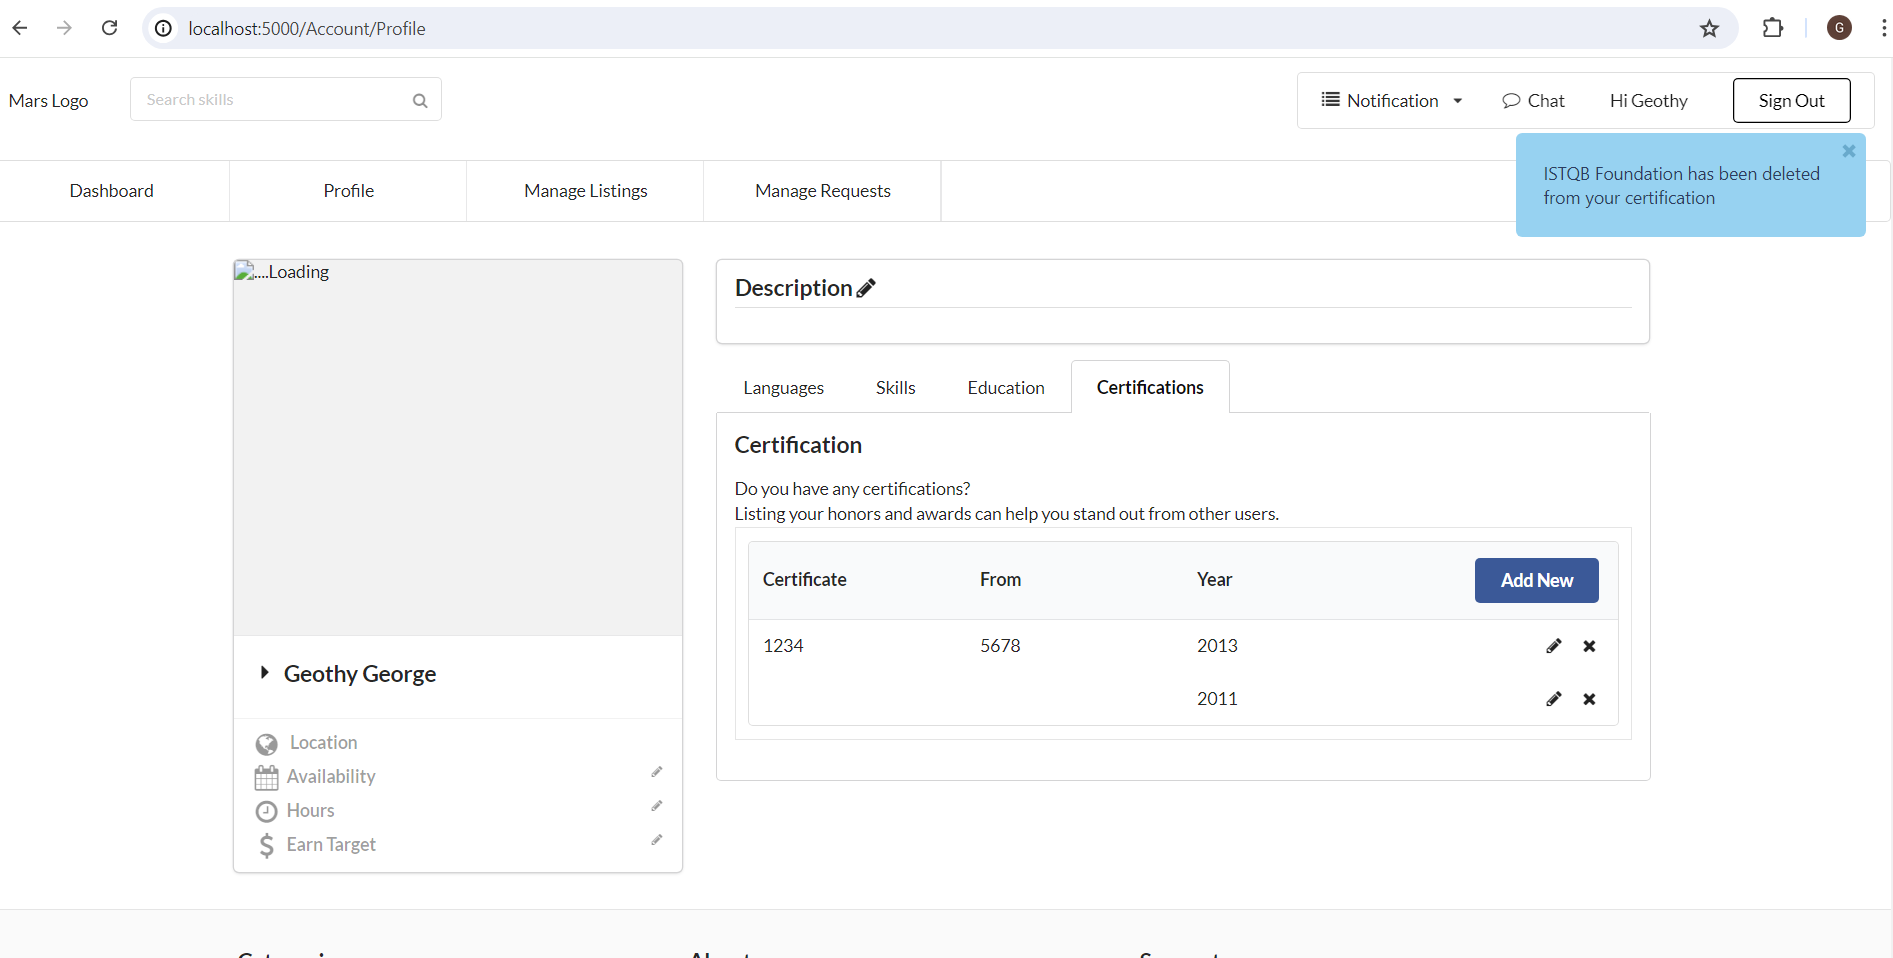 localhost:5000/Account/Profile
G
Mars Logo
Search skills
Notification
Chat
Hi Geothy
Sign Out
Dashboard
Profile
Manage Listings
Manage Requests
ISTQB Foundation has been deleted
from your certification
....Loading
Description
Languages
Skills
Education
Certifications
Certification
Do you have any certifications?
Listing your honors and awards can help you stand out from other users.
Certificate
From
Year
Add New
1234
5678
2013
2011
Geothy George
Location
Availability
Hours
Earn Target